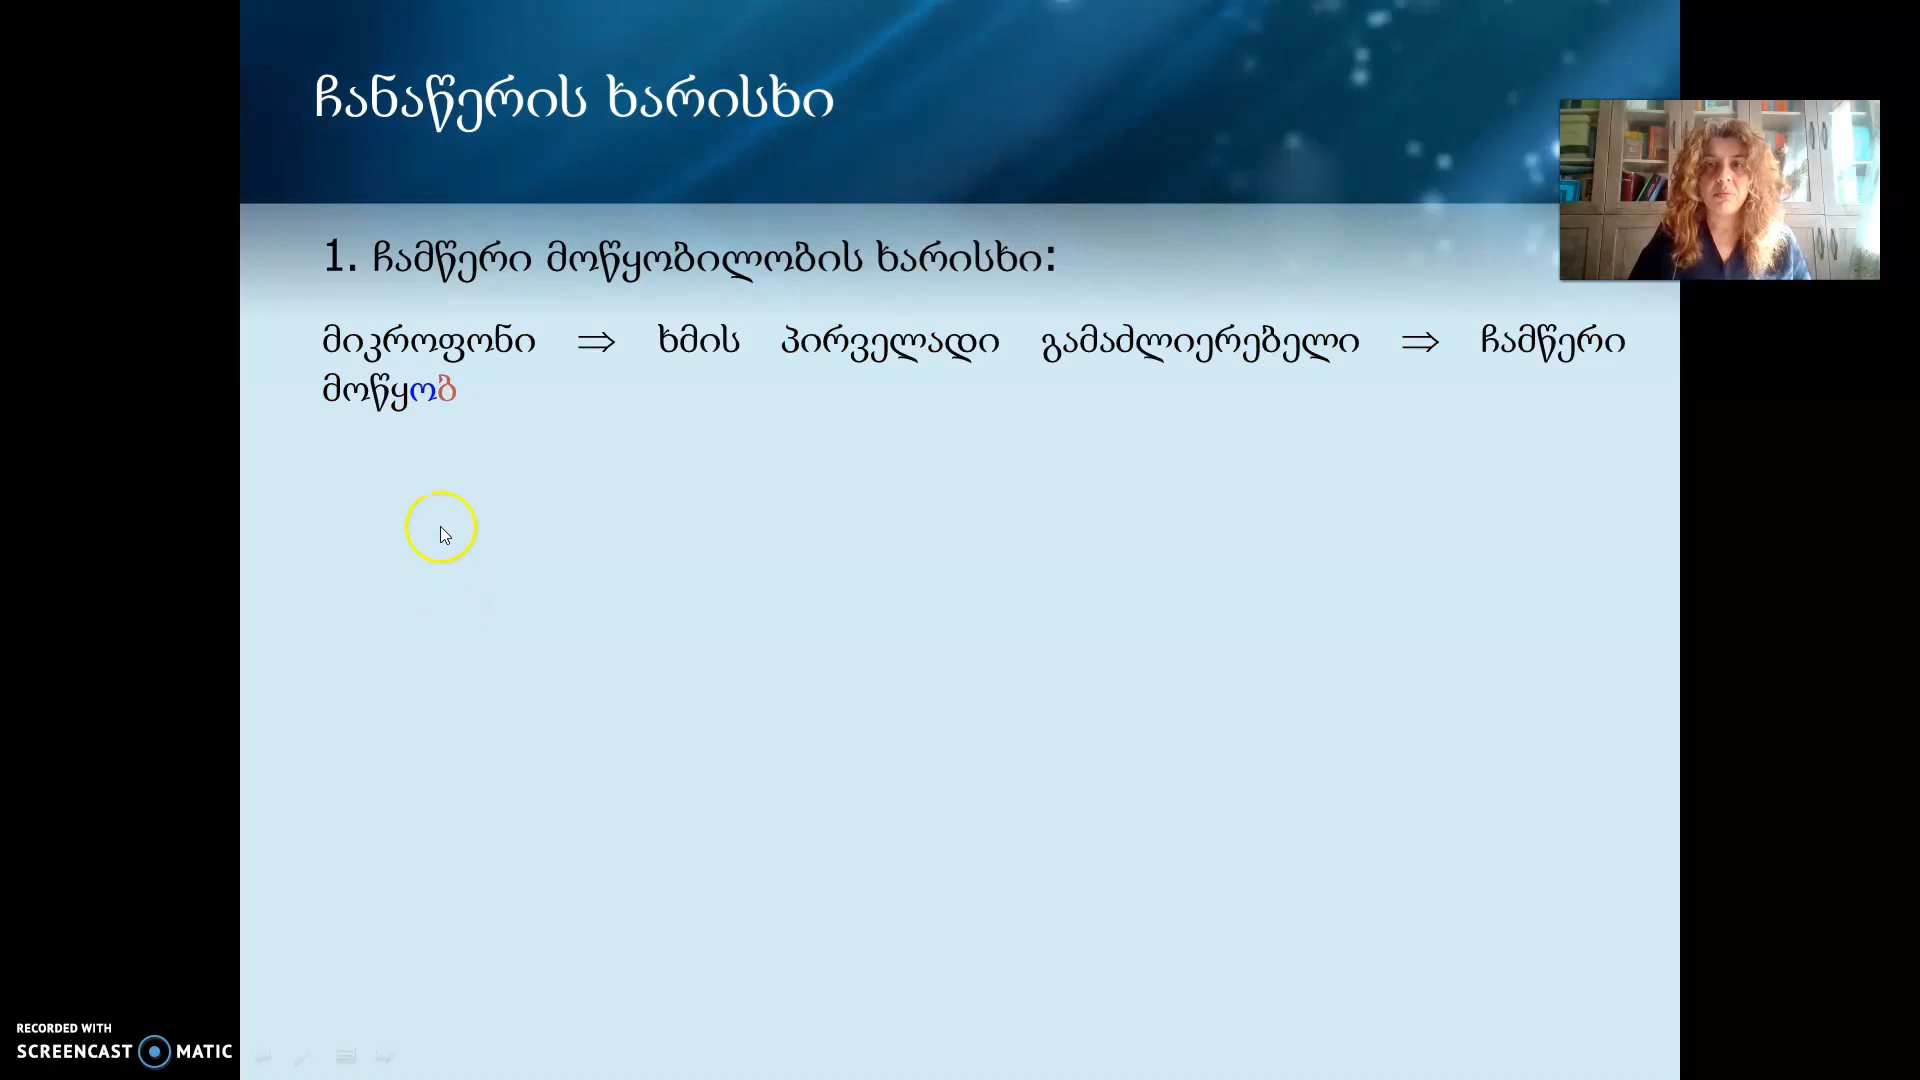 ჩანაწერის ხარისხი
1. ჩამწერი მოწყობილობის ხარისხი:
მიკროფონი ⇒ ხმის პირველადი გამაძლიერებელი ⇒ ჩამწერი
მოწყობ
RECORDED WITH
SCREENCAST MATIC